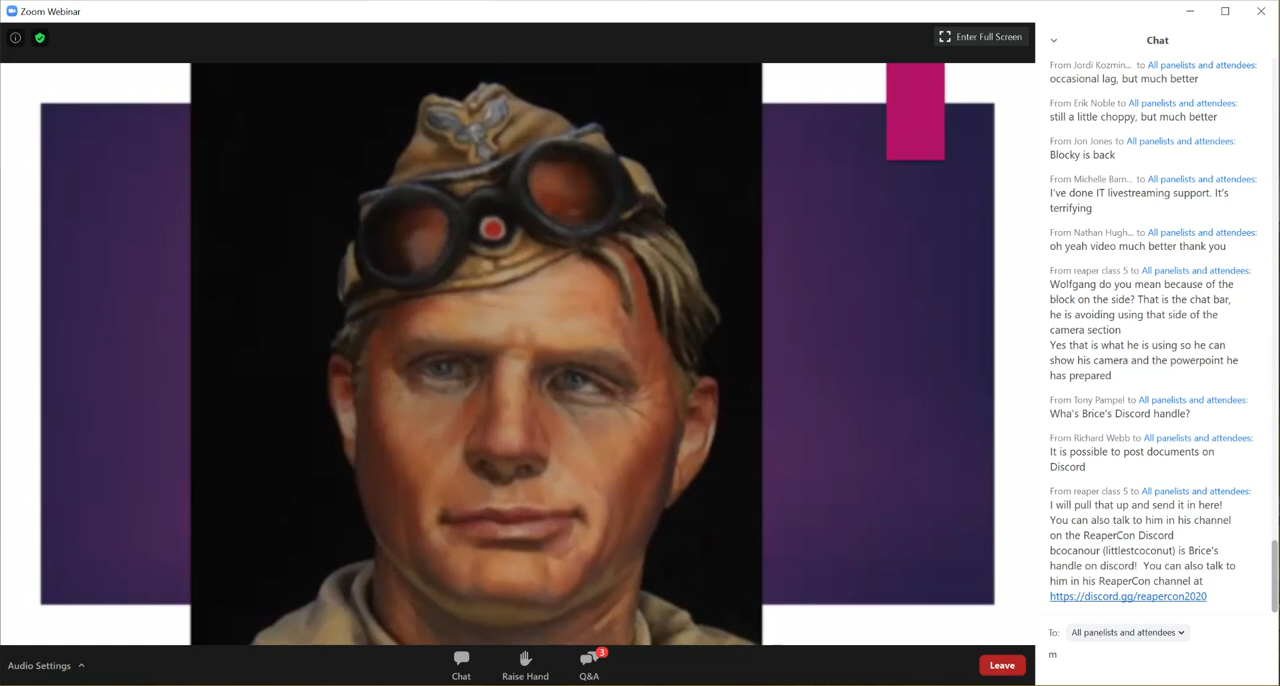 Zoom Webinar
Enter Full Screen
Chat
From Jordi Kozmin... to All panelists and attendees:
occasional lag, but much better
From Erik Noble to All panelists and attendees:
still a little choppy, but much better
From Jon Jones to All panelists and attendees:
Blocky is back
From Michelle Barn... to All panelists and attendees:
I've done IT livestreaming support. It's
terrifying
From Nathan Hugh... to All panelists and attendees:
oh yeah video much better thank you
From reaper class 5 to All panelists and attendees:
Wolfgang do you mean because of the
block on the side? That is the chat bar,
he is avoiding using that side of the
camera section
Yes that is what he is using so he can
show his camera and the powerpoint he
has prepared
From Tony Pampel to All panelists and attendees:
Wha's Brice's Discord handle?
From Richard Webb to All panelists and attendees:
It is possible to post documents on
Discord
From reaper class 5 to All panelists and attendees:
I will pull that up and send it in here!
You can also talk to him in his channel
on the ReaperCon Discord
bcocanour (littlestcoconut) is Brice's
handle on discord!  You can also talk to
him in his ReaperCon channel at
https://discord.gg/reapercon2020
To: All panelists and attendees
m
Audio Settings
Chat
Raise Hand
3
Q&A
Leave